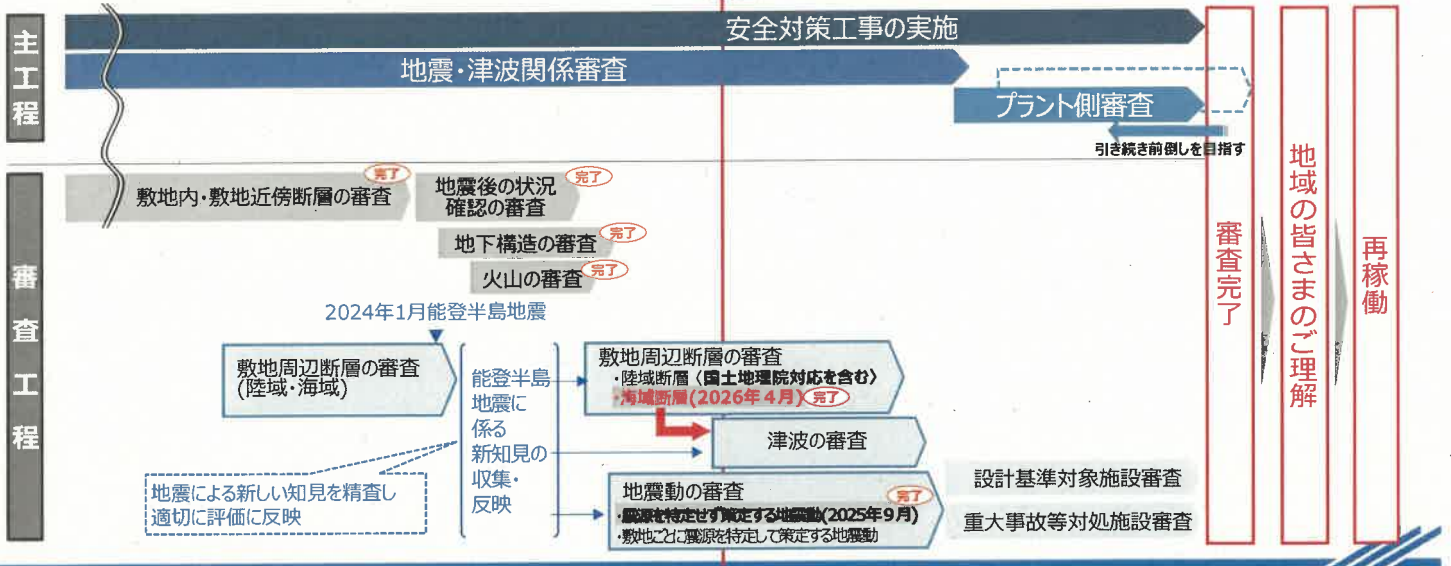 主工程
安全対策工事の実施
地震・津波関係審査
プラント側審査
引き続き前倒しを目指す
審査工程
敷地内・敷地近傍断層の審査
完了
地震後の状況
確認の審査
完了
地下構造の審査
完了
火山の審査
完了
2024年1月能登半島地震
敷地周辺断層の審査
(陸域・海域)
能登半島
地震に
係る
新知見の
収集・
反映
地震による新しい知見を精査し
適切に評価に反映
敷地周辺断層の審査
・陸域断層〈国土地理院対応を含む〉
・海域断層(2026年4月)
完了
津波の審査
地震動の審査
完了
・震源を特定せず策定する地震動(2025年9月)
・敷地ごとに震源を特定して策定する地震動
設計基準対象施設審査
重大事故等対処施設審査
審査完了
地域の皆さまのご理解
再稼働